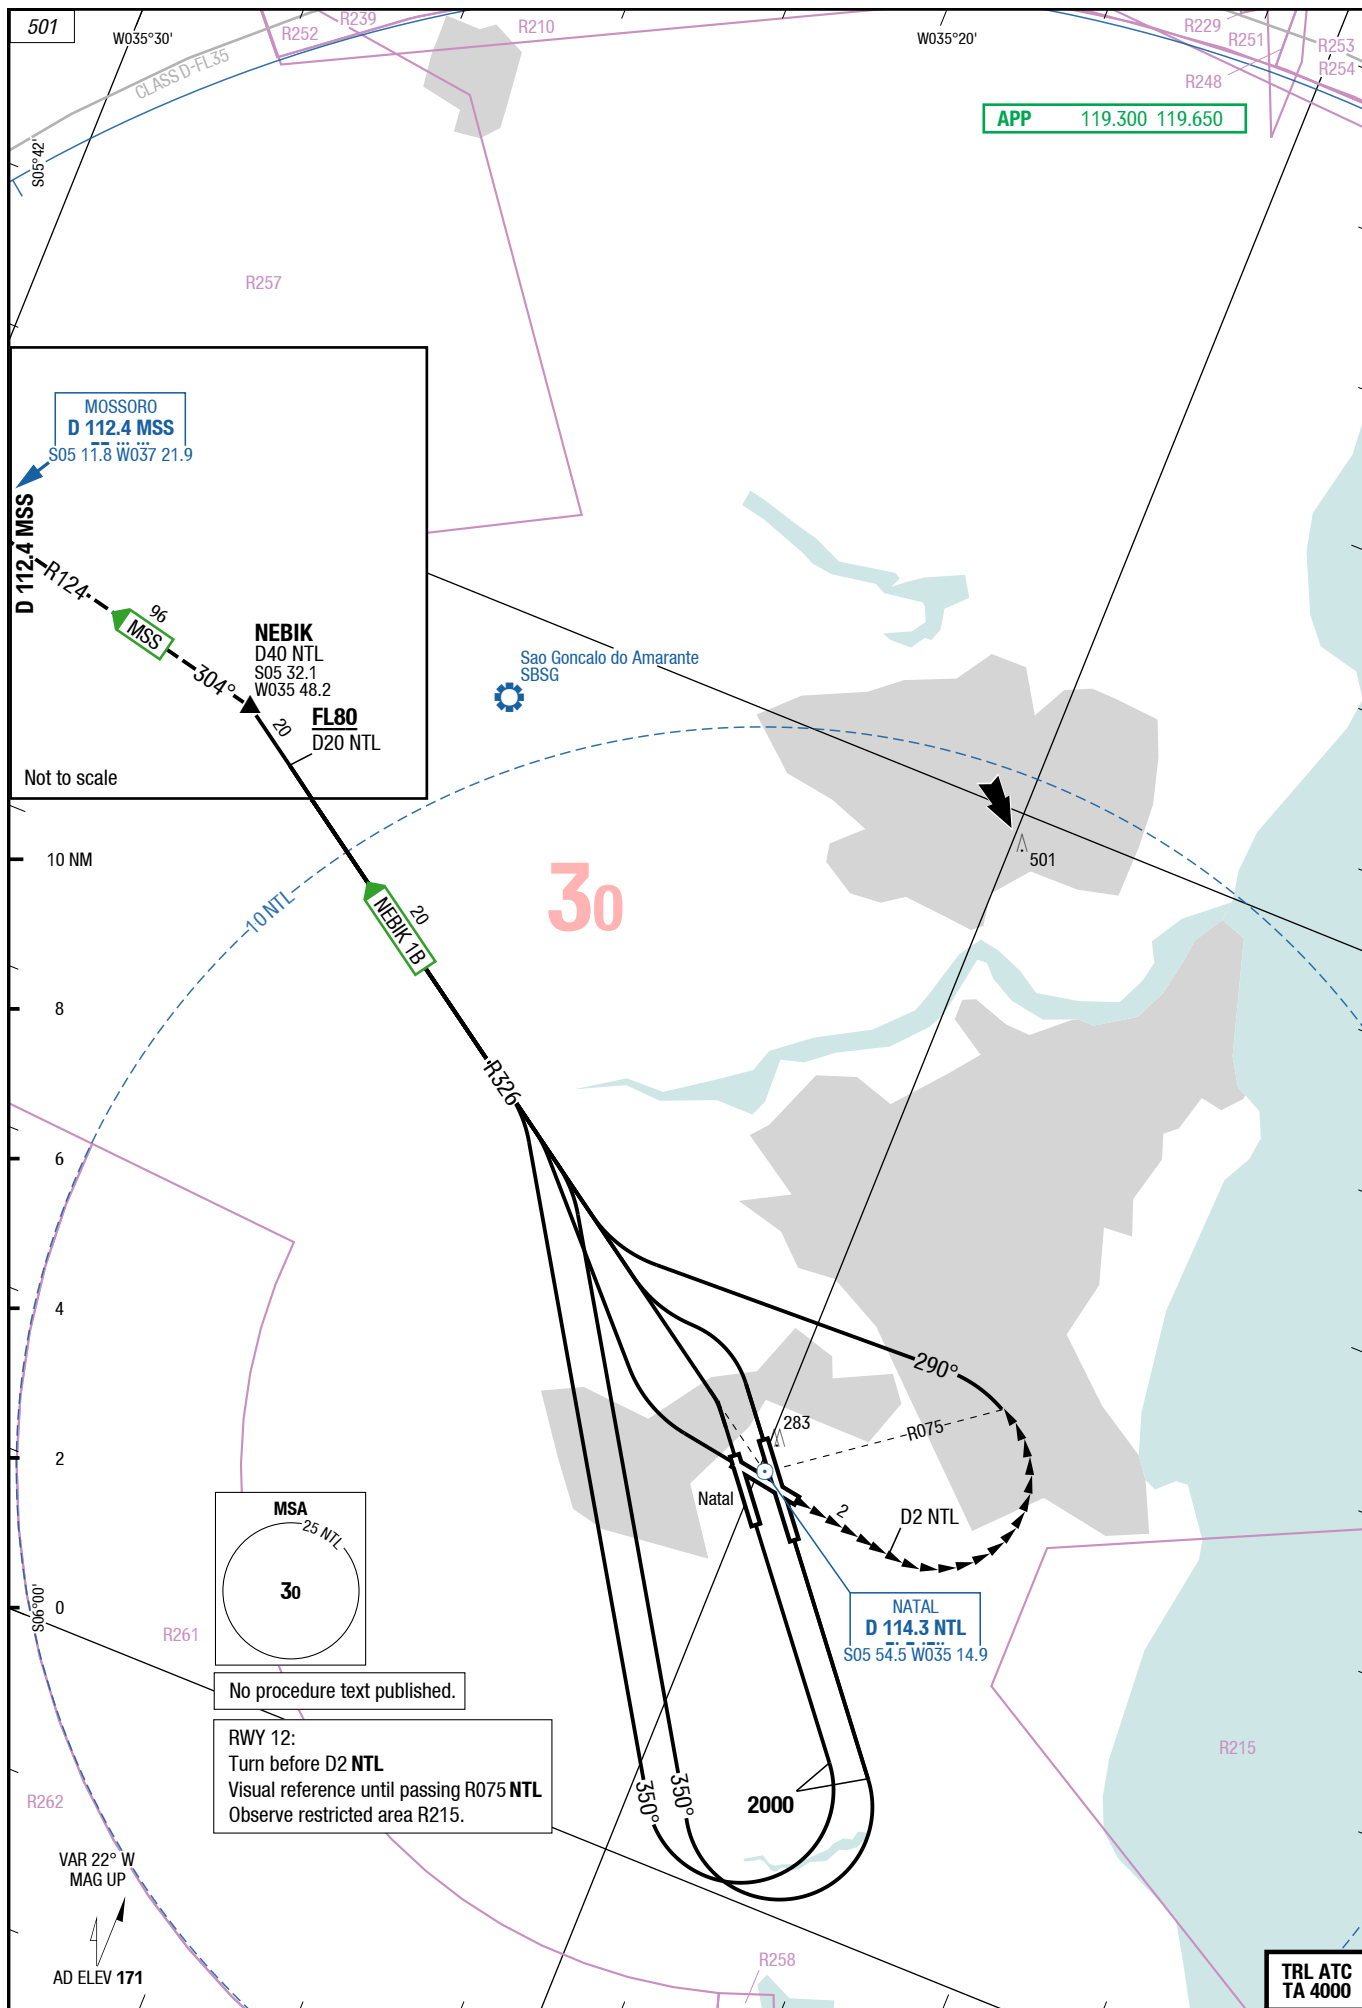 501
W035°30'
R252
R239
R210
W035°20'
R229
R251
R253
R254
R248
CLASS D-FL35
APP 119.300 119.650
S05°42'
R257
MOSSORO
D 112.4 MSS
S05 11.8 W037 21.9
D 112.4 MSS
R124
96
MSS
304°
NEBIK
D40 NTL
S05 32.1
W035 48.2
20
FL80
D20 NTL
Not to scale
Sao Goncalo do Amarante
SBSG
501
10 NM
10 NTL
30
20
NEBIK 1B
8
R326
6
4
290°
283
R075
2
Natal
2
D2 NTL
MSA
25 NTL
30
NATAL
D 114.3 NTL
S05 54.5 W035 14.9
0
S06°00'
R261
No procedure text published.
RWY 12:
Turn before D2 NTL
Visual reference until passing R075 NTL
Observe restricted area R215.
350°
350°
2000
R215
R262
VAR 22° W
MAG UP
AD ELEV 171
R258
TRL ATC
TA 4000